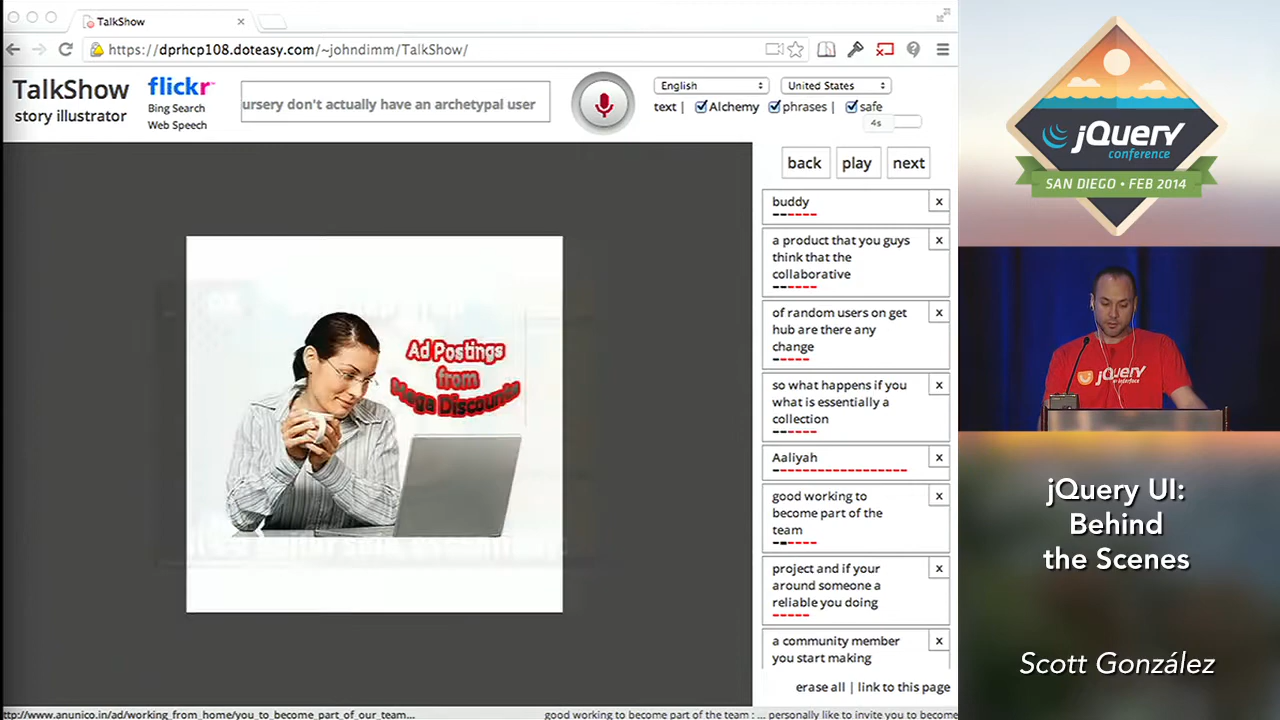 TalkShow
https://dprhcp108.doteasy.com/~johndimm/TalkShow/
TalkShow
story illustrator
flickr
Bing Search
Web Speech
ursery don't actually have an archetypal user
English
United States
text | Alchemy phrases | safe
4s
back
play
next
buddy
x
a product that you guys
think that the
collaborative
x
of random users on get
hub are there any
change
x
so what happens if you
what is essentially a
collection
x
Aaliyah
x
good working to
become part of the
team
x
project and if your
around someone a
reliable you doing
x
a community member
you start making
x
erase all | link to this page
Ad Postings
from
Mega Discounts
http://www.anunico.in/ad/working_from_home/you_to_become_part_of_our_team...
good working to become part of the team : ... personally like to invite you to become
jQuery
conference
SAN DIEGO • FEB 2014
jQuery
jQuery UI:
Behind
the Scenes
Scott González